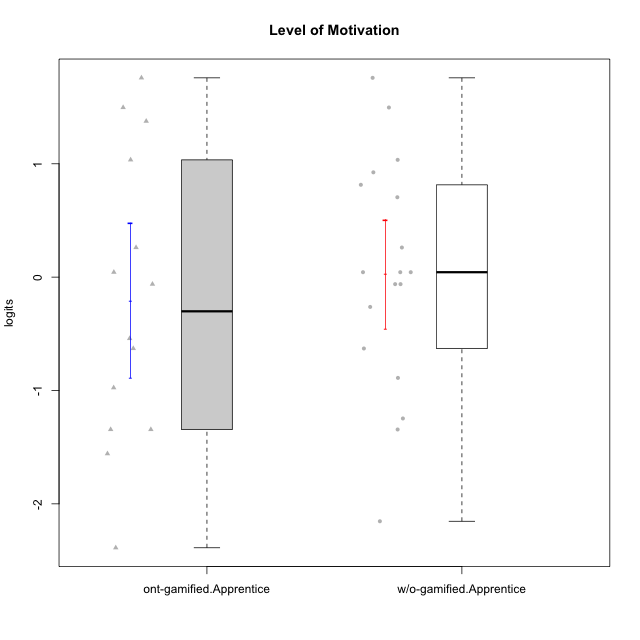 Level of Motivation
logits
1
0
-1
-2
ont-gamified.Apprentice
w/o-gamified.Apprentice